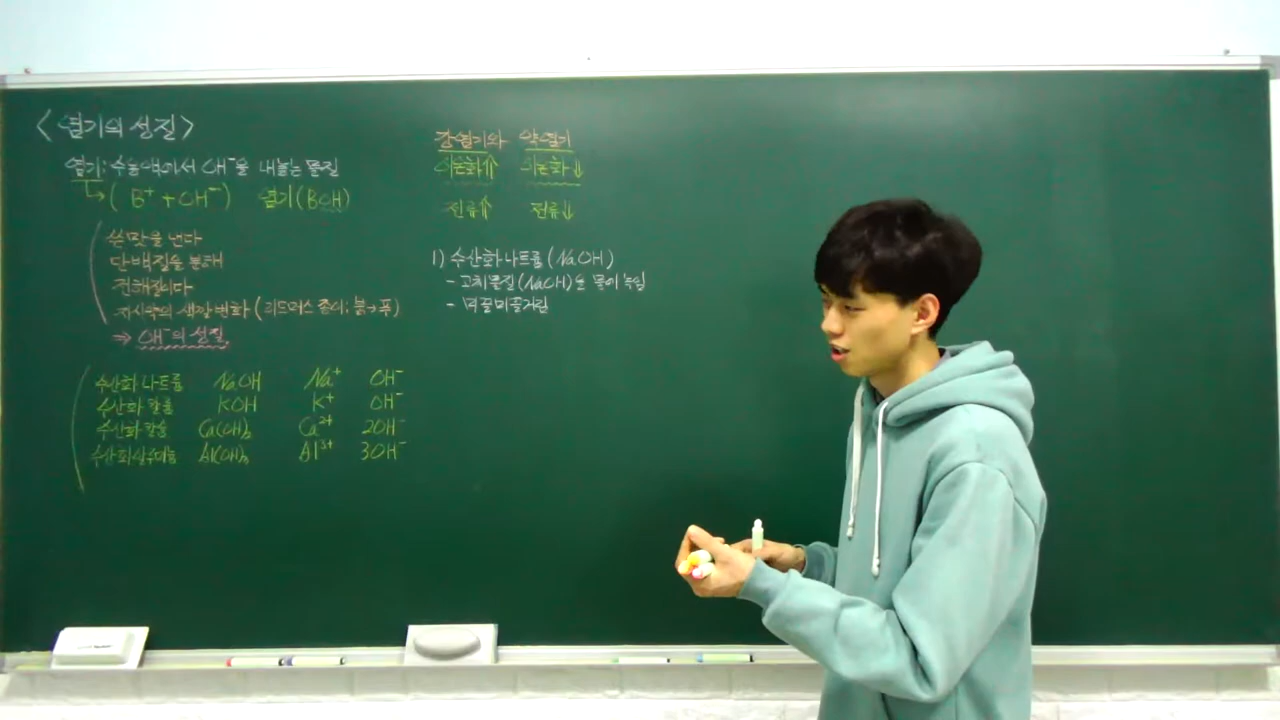 <염기의 성질>
염기: 수용액에서 OH⁻을 내놓는 물질
↳( B⁺ + OH⁻ ) 염기(BOH)
쓴맛을 낸다
단백질을 분해
전해질이다
지시약의 색깔 변화 (리트머스 종이: 붉→푸)
⇒ OH⁻의 성질
수산화 나트륨 NaOH Na⁺ OH⁻
수산화 칼륨 KOH K⁺ OH⁻
수산화 칼슘 Ca(OH)₂ Ca²⁺ 2OH⁻
수산화알루미늄 Al(OH)₃ Al³⁺ 3OH⁻
강염기와 약염기
이온화⇑ 이온화↓
전류⇑ 전류↓
1) 수산화 나트륨 (NaOH)
- 고체물질(NaOH)은 물에 녹임
- 미끌미끌거림